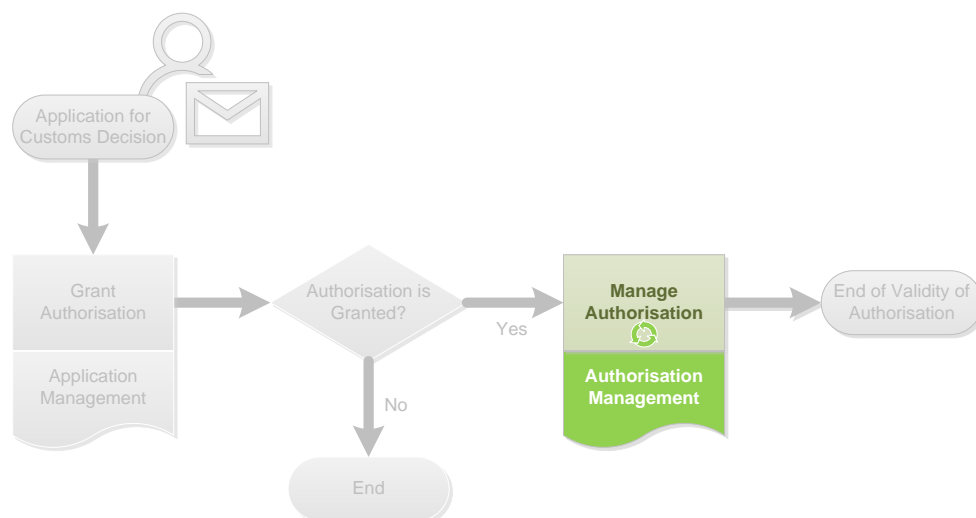 Application for
Customs Decision
Grant
Authorisation
Application
Management
Authorisation is
Granted?
Yes
No
End
Manage
Authorisation
Authorisation
Management
End of Validity of
Authorisation